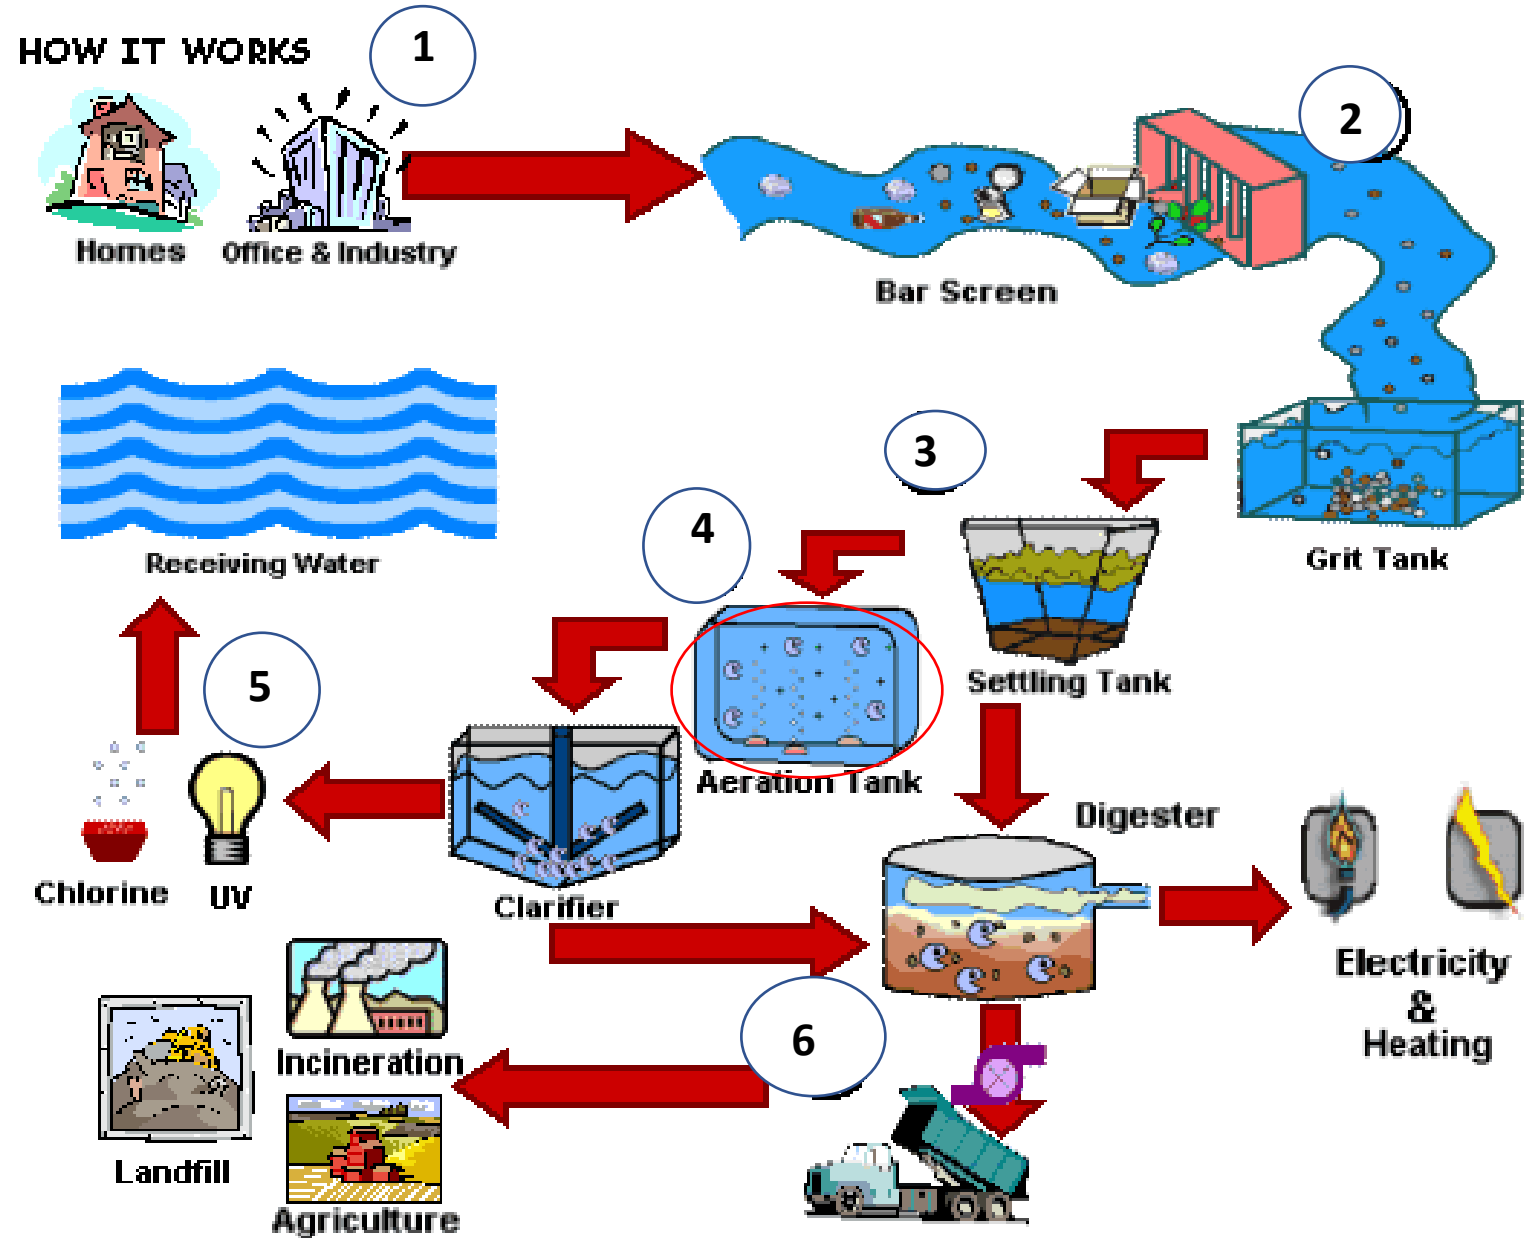 HOW IT WORKS
1
2
Homes
Office & Industry
Bar Screen
3
4
Grit Tank
Receiving Water
5
Settling Tank
Aeration Tank
Digester
Chlorine
UV
Clarifier
Electricity
&
Heating
6
Incineration
Landfill
Agriculture